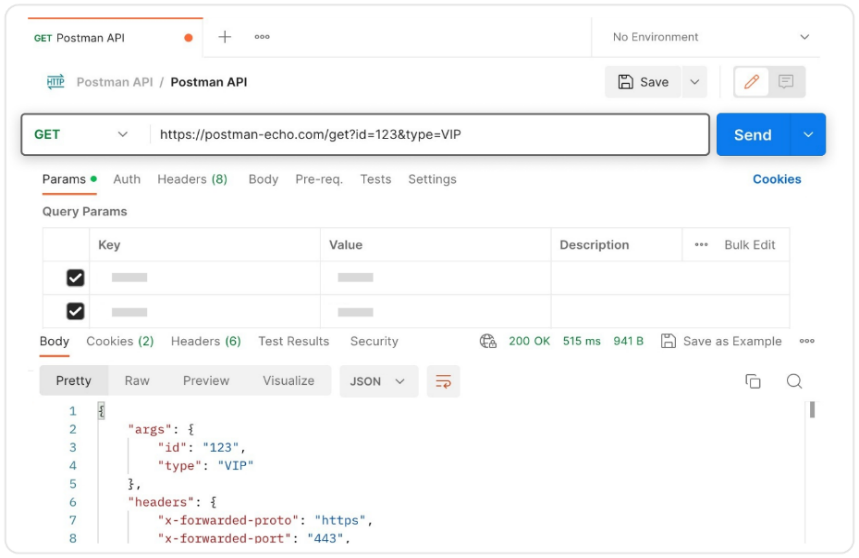 GET Postman API
No Environment
HTTP Postman API / Postman API
Save
GET https://postman-echo.com/get?id=123&type=VIP Send
Params Auth Headers (8) Body Pre-req. Tests Settings Cookies
Query Params
Key Value Description ••• Bulk Edit
Body Cookies (2) Headers (6) Test Results Security 200 OK 515 ms 941 B Save as Example
Pretty Raw Preview Visualize JSON
1 {
2 "args": {
3 "id": "123",
4 "type": "VIP"
5 },
6 "headers": {
7 "x-forwarded-proto": "https",
8 "x-forwarded-port": "443",